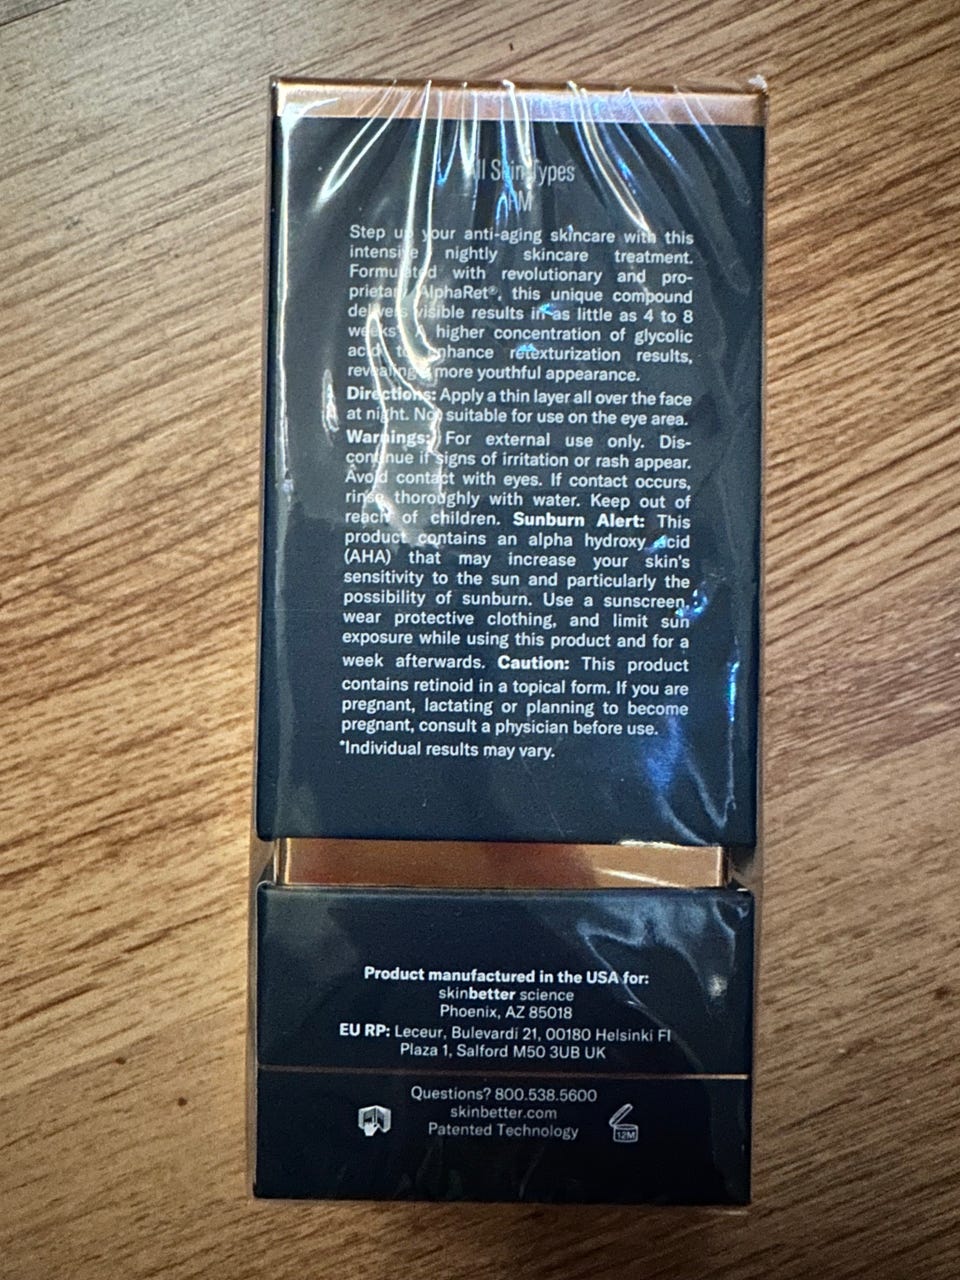 All Skin Types
PM
Step up your anti-aging skincare with this
intensive nightly skincare treatment.
Formulated with revolutionary and pro-
prietary AlphaRet®, this unique compound
delivers visible results in as little as 4 to 8
weeks*. A higher concentration of glycolic
acid to enhance retexturization results,
revealing a more youthful appearance.
Directions: Apply a thin layer all over the face
at night. Not suitable for use on the eye area.
Warnings: For external use only. Dis-
continue if signs of irritation or rash appear.
Avoid contact with eyes. If contact occurs,
rinse thoroughly with water. Keep out of
reach of children. Sunburn Alert: This
product contains an alpha hydroxy acid
(AHA) that may increase your skin's
sensitivity to the sun and particularly the
possibility of sunburn. Use a sunscreen,
wear protective clothing, and limit sun
exposure while using this product and for a
week afterwards. Caution: This product
contains retinoid in a topical form. If you are
pregnant, lactating or planning to become
pregnant, consult a physician before use.
*Individual results may vary.
Product manufactured in the USA for:
skinbetter science
Phoenix, AZ 85018
EU RP: Leceur, Bulevardi 21, 00180 Helsinki FI
Plaza 1, Salford M50 3UB UK
Questions? 800.538.5600
skinbetter.com
Patented Technology
12M